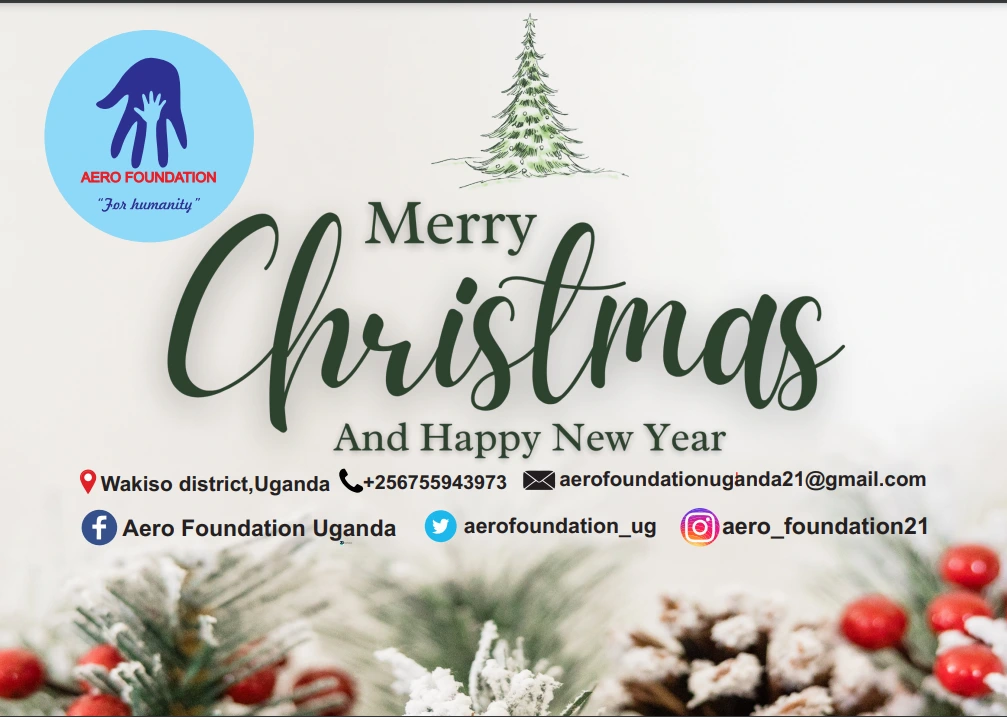 AERO FOUNDATION
"For humanity"
Merry
Christmas
And Happy New Year
Wakiso district,Uganda +256755943973 aerofoundationuganda21@gmail.com
Aero Foundation Uganda aerofoundation_ug aero_foundation21